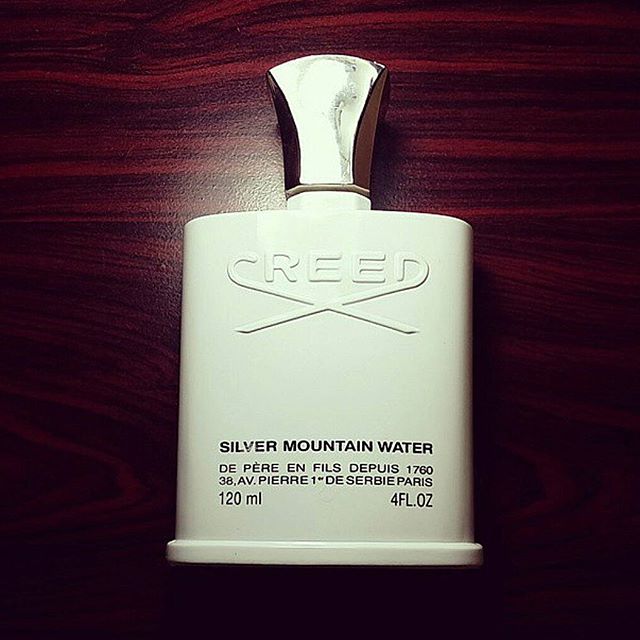 CREED
SILVER MOUNTAIN WATER
DE PÈRE EN FILS DEPUIS 1760
38, AV. PIERRE 1er DE SERBIE PARIS
120 ml 4FL.OZ